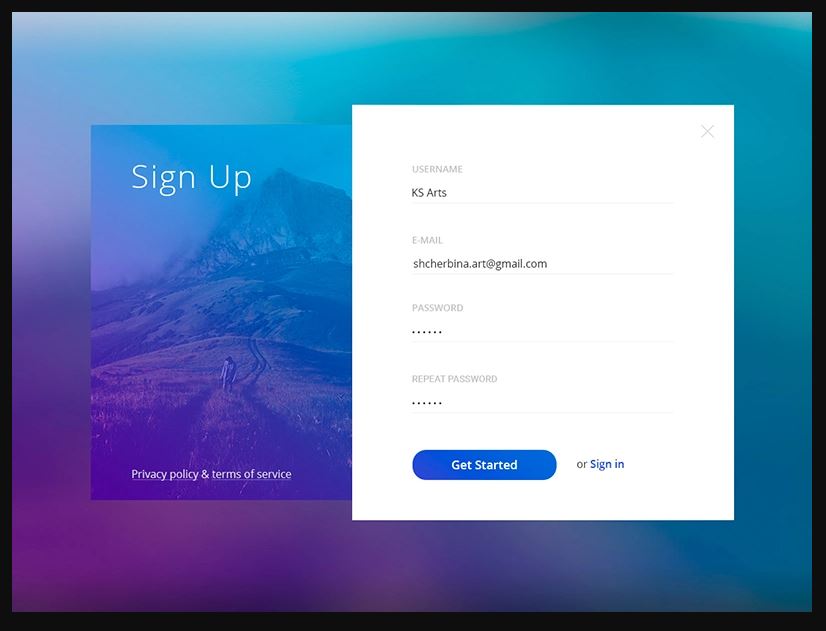 Sign Up
Privacy policy & terms of service
USERNAME
KS Arts
E-MAIL
shcherbina.art@gmail.com
PASSWORD
••••••
REPEAT PASSWORD
••••••
Get Started
or Sign in